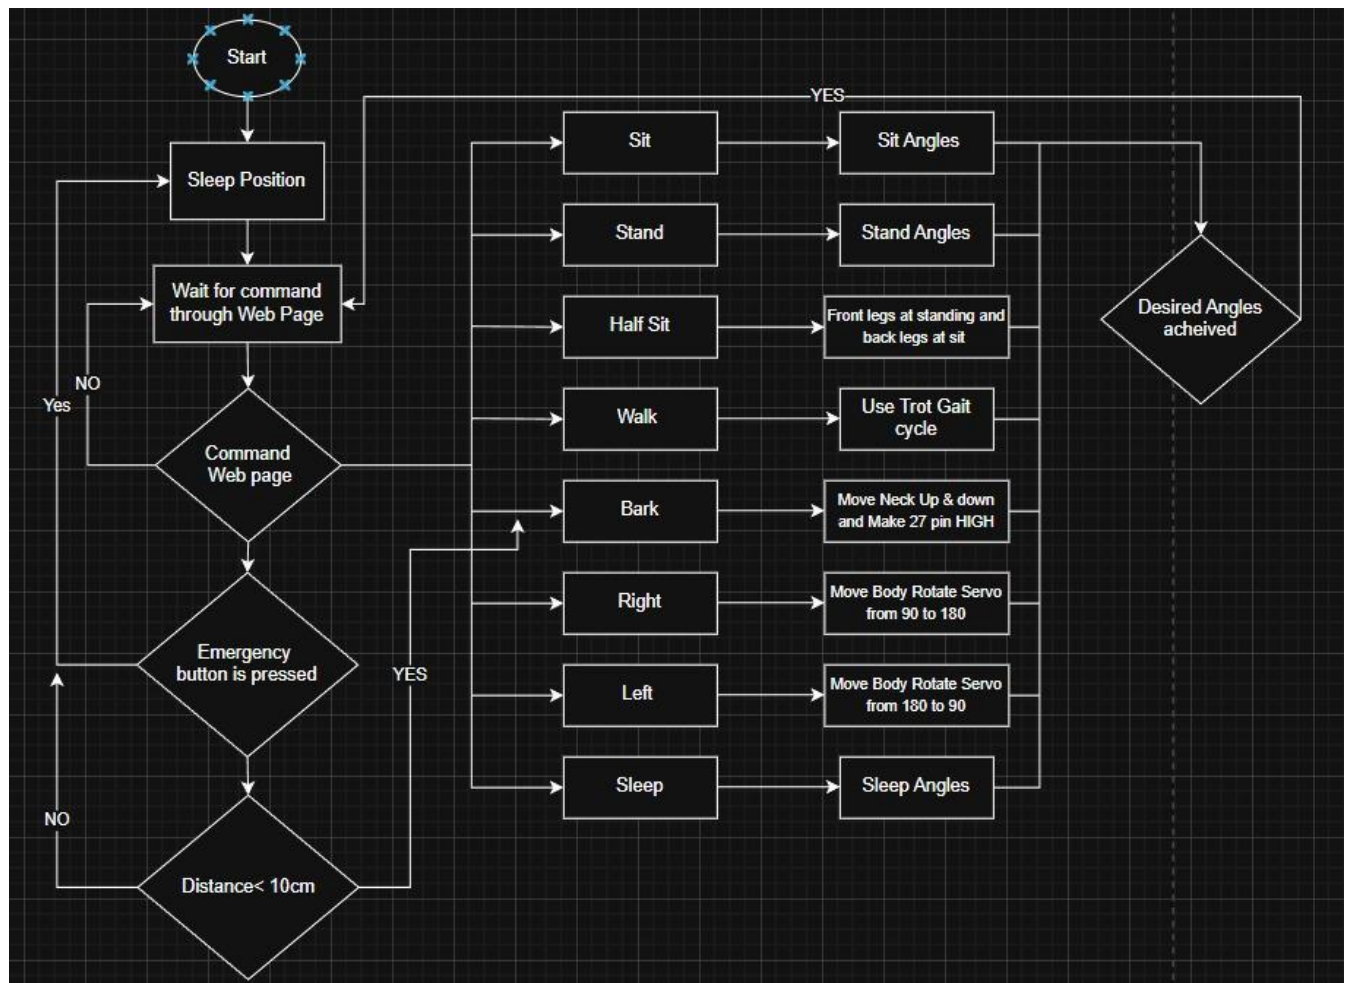 Start
YES
Sit
Sit Angles
Sleep Position
Stand
Stand Angles
Wait for command
through Web Page
Half Sit
Front legs at standing and
back legs at sit
Desired Angles
acheived
NO
Yes
Walk
Use Trot Gait
cycle
Command
Web page
Bark
Move Neck Up & down
and Make 27 pin HIGH
Right
Move Body Rotate Servo
from 90 to 180
Emergency
button is pressed
YES
Left
Move Body Rotate Servo
from 180 to 90
Sleep
Sleep Angles
NO
Distance< 10cm